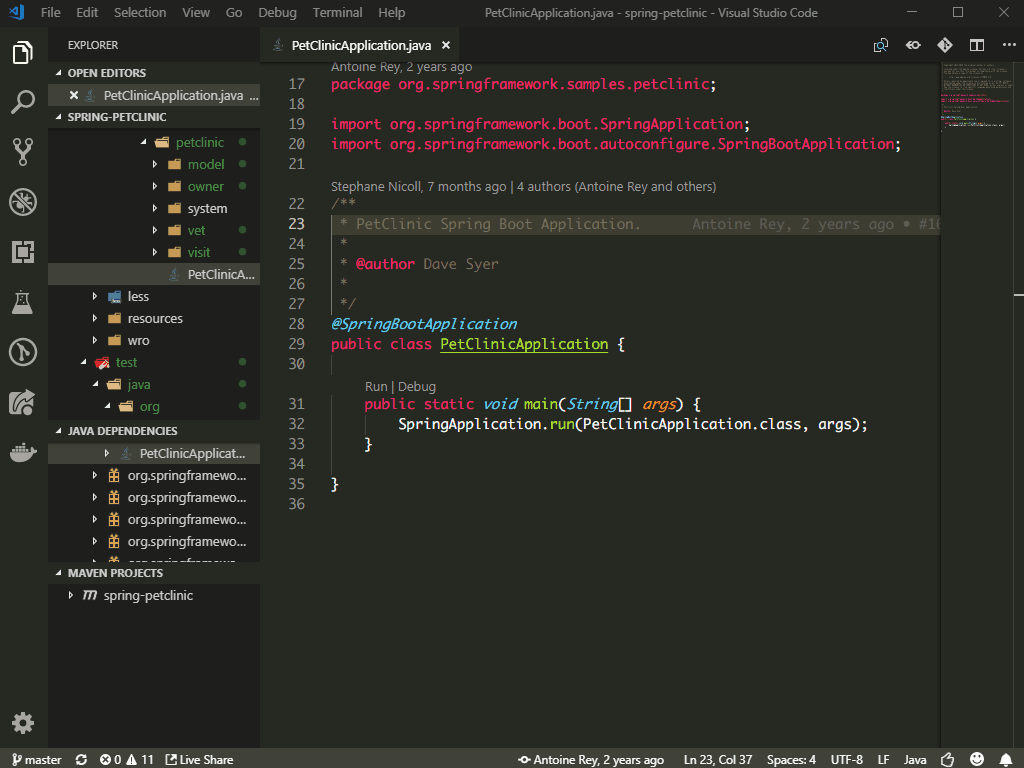 File Edit Selection View Go Debug Terminal Help PetClinicApplication.java - spring-petclinic - Visual Studio Code
EXPLORER
OPEN EDITORS
PetClinicApplication.java ...
SPRING-PETCLINIC
petclinic
model
owner
system
vet
visit
PetClinicA...
less
resources
wro
test
java
org
JAVA DEPENDENCIES
PetClinicApplicat...
org.springframewo...
org.springframewo...
org.springframewo...
org.springframewo...
MAVEN PROJECTS
m spring-petclinic
PetClinicApplication.java
Antoine Rey, 2 years ago
17 package org.springframework.samples.petclinic;
18
19 import org.springframework.boot.SpringApplication;
20 import org.springframework.boot.autoconfigure.SpringBootApplication;
21
Stephane Nicoll, 7 months ago | 4 authors (Antoine Rey and others)
22 /**
23 * PetClinic Spring Boot Application. Antoine Rey, 2 years ago • #16
24 *
25 * @author Dave Syer
26 *
27 */
28 @SpringBootApplication
29 public class PetClinicApplication {
30
Run | Debug
31 public static void main(String[] args) {
32 SpringApplication.run(PetClinicApplication.class, args);
33 }
34
35 }
36
master 0 11 Live Share Antoine Rey, 2 years ago Ln 23, Col 37 Spaces: 4 UTF-8 LF Java